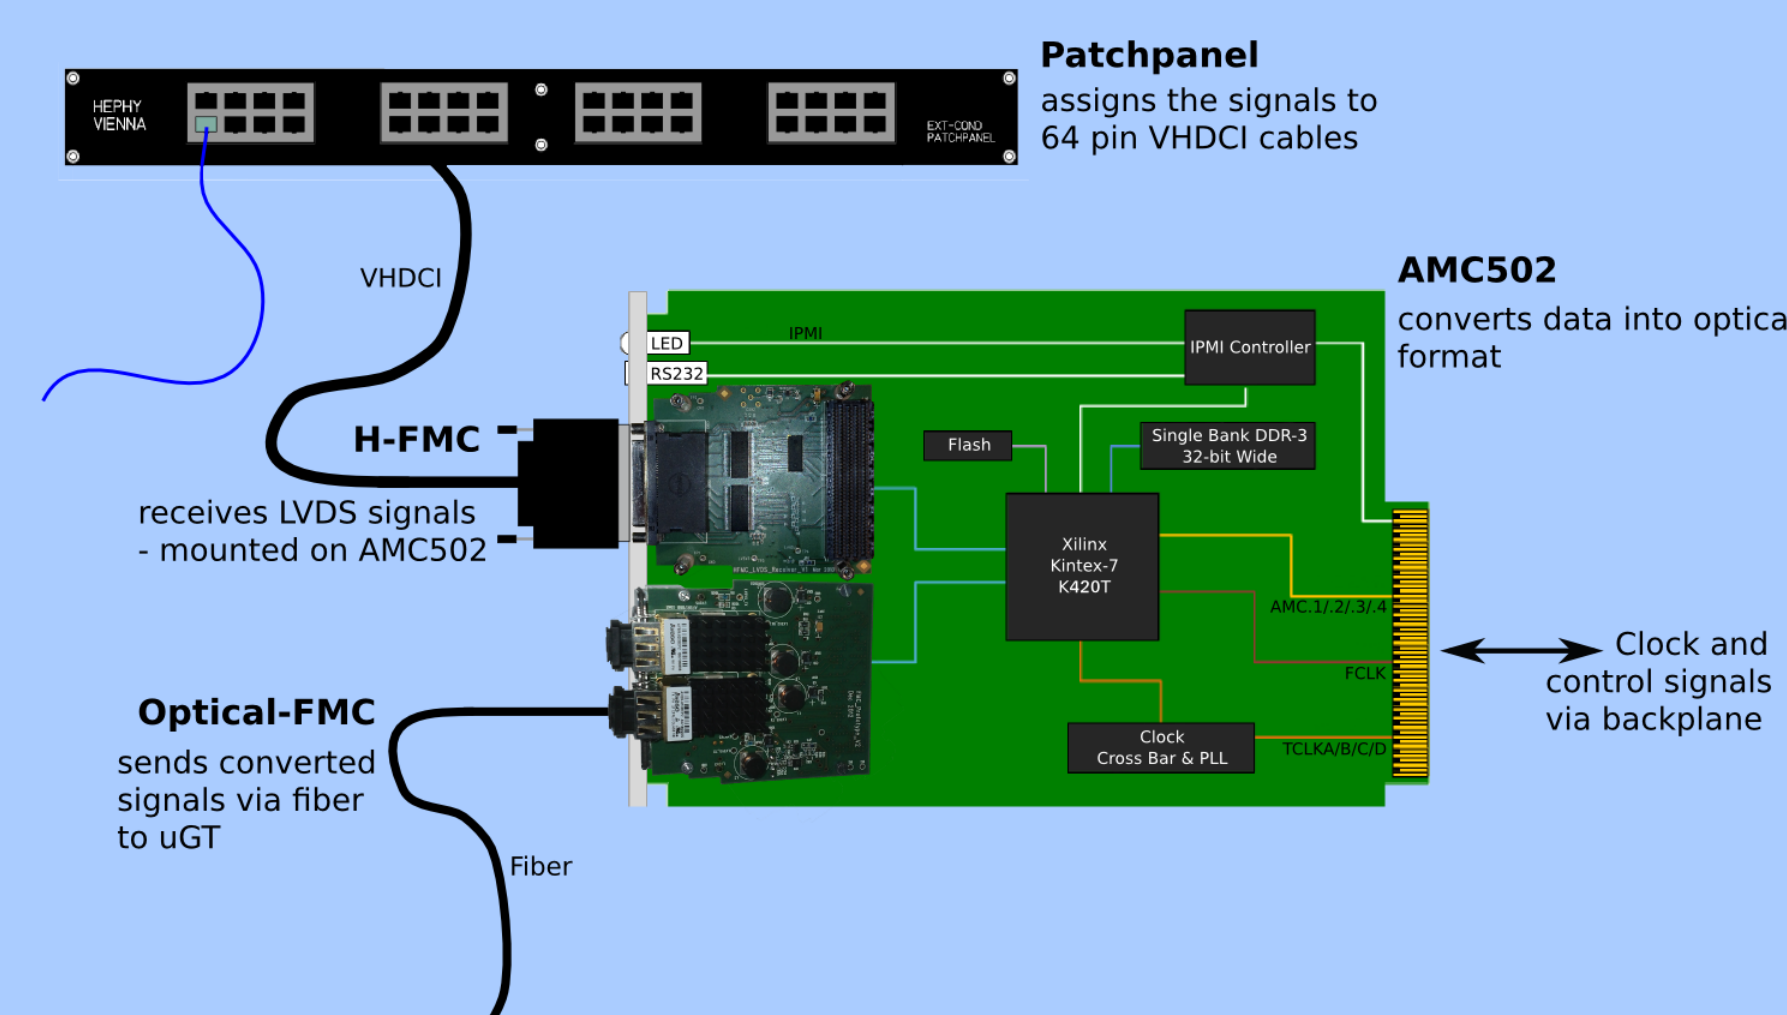 Patchpanel
assigns the signals to
64 pin VHDCI cables
HEPHY
VIENNA
EXT-COND
PATCHPANEL
VHDCI
AMC502
converts data into optica
format
LED
IPMI
IPMI Controller
RS232
H-FMC
receives LVDS signals
- mounted on AMC502
Flash
Single Bank DDR-3
32-bit Wide
Xilinx
Kintex-7
K420T
AMC.1/.2/.3/.4
FCLK
TCLKA/B/C/D
Clock
Cross Bar & PLL
Clock and
control signals
via backplane
Optical-FMC
sends converted
signals via fiber
to uGT
Fiber